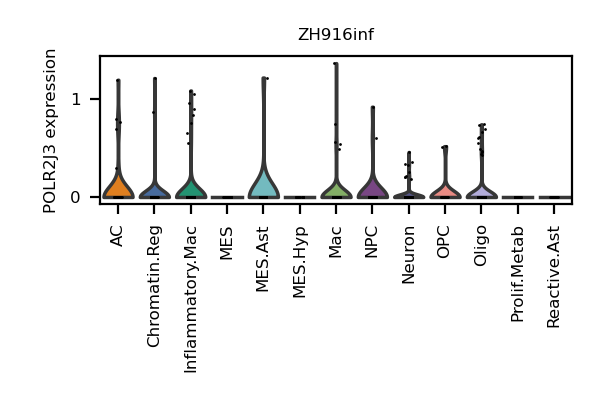 ZH916inf
POLR2J3 expression
1
0
AC
Chromatin.Reg
Inflammatory.Mac
MES
MES.Ast
MES.Hyp
Mac
NPC
Neuron
OPC
Oligo
Prolif.Metab
Reactive.Ast